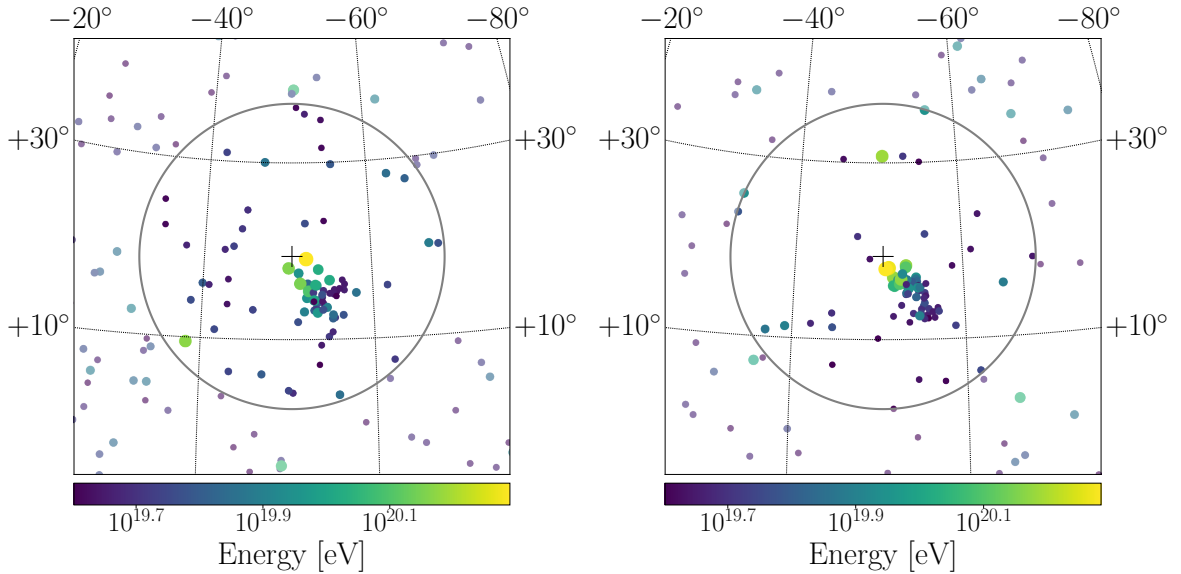 −20° −40° −60° −80° −20° −40° −60° −80°
+30° +30° +30° +30°
+10° +10° +10° +10°
10^19.7 10^19.9 10^20.1 10^19.7 10^19.9 10^20.1
Energy [eV] Energy [eV]